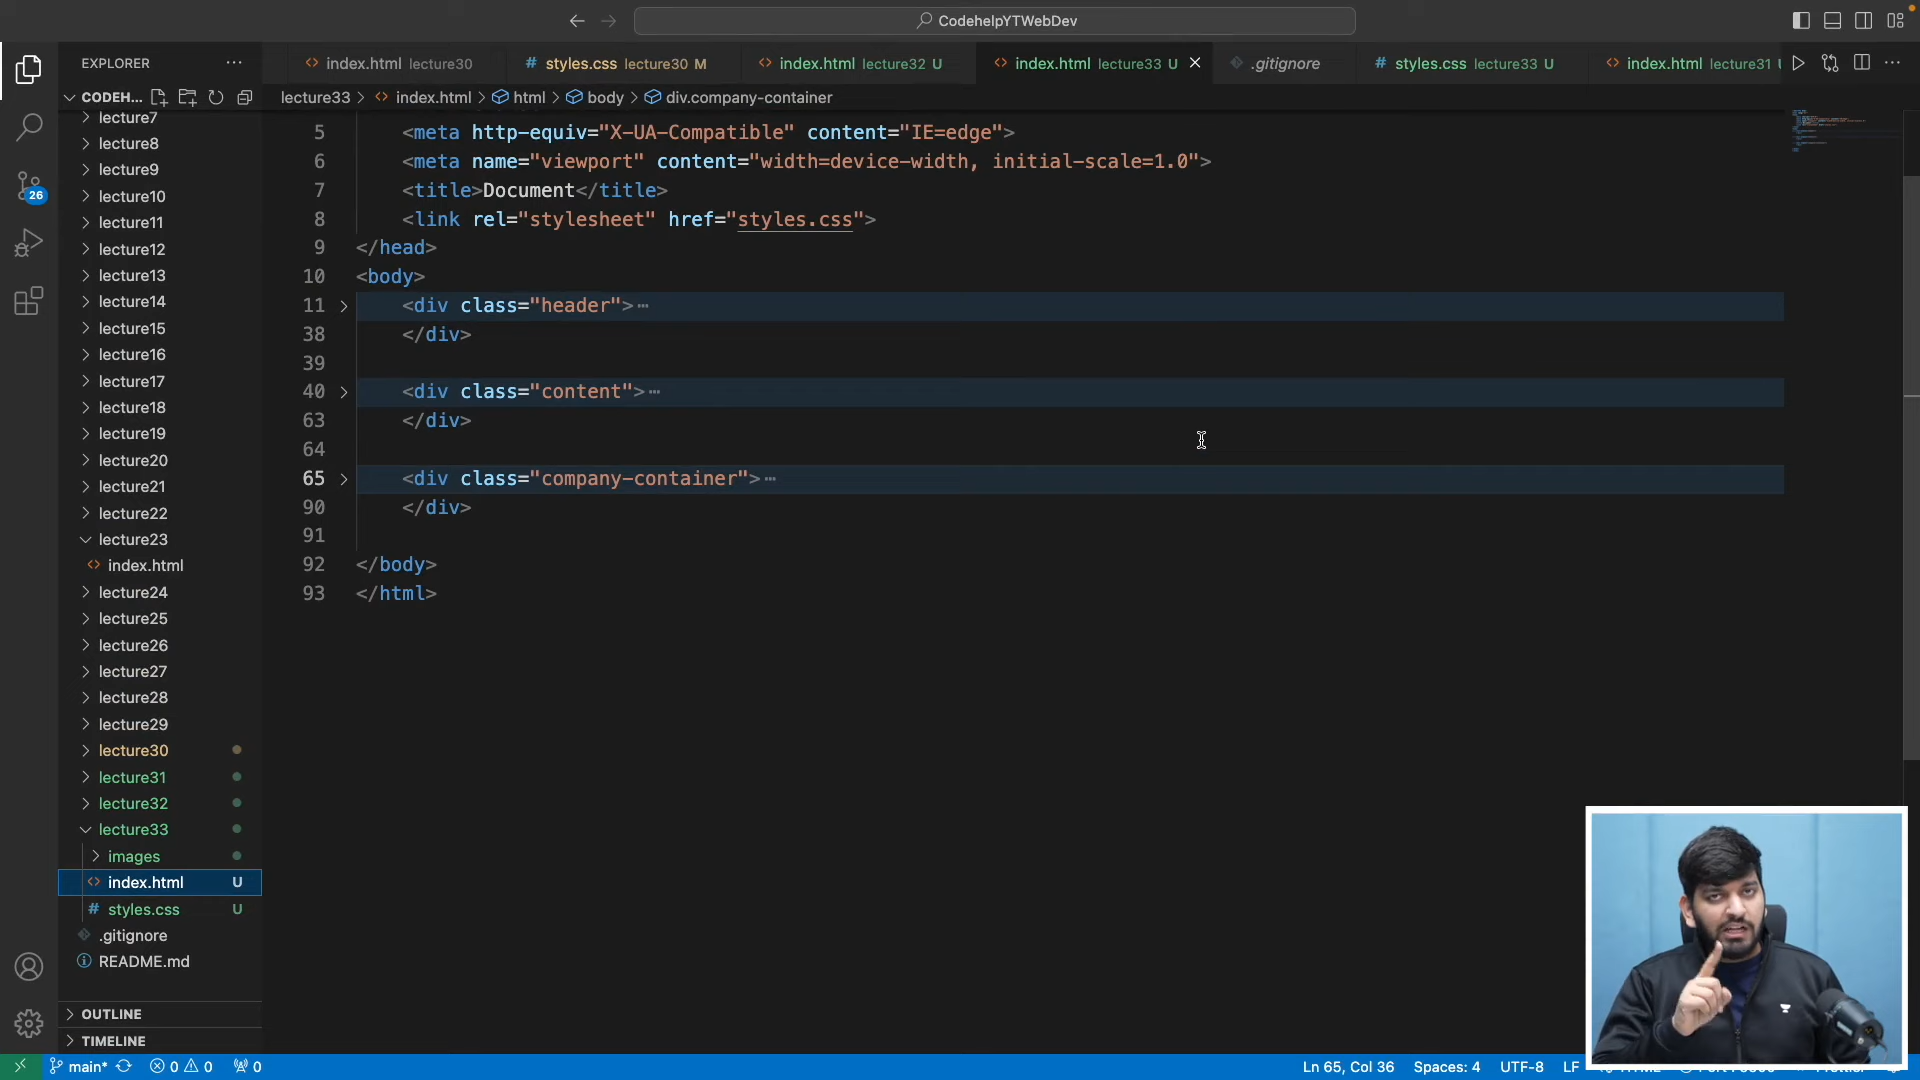 CodehelpYTWebDev
EXPLORER
index.html lecture30
styles.css lecture30 M
index.html lecture32 U
index.html lecture33 U
.gitignore
styles.css lecture33 U
index.html lecture31
CODEH...
lecture33 > index.html > html > body > div.company-container
lecture7
lecture8
lecture9
lecture10
lecture11
lecture12
lecture13
lecture14
lecture15
lecture16
lecture17
lecture18
lecture19
lecture20
lecture21
lecture22
lecture23
index.html
lecture24
lecture25
lecture26
lecture27
lecture28
lecture29
lecture30
lecture31
lecture32
lecture33
images
index.html U
styles.css U
.gitignore
README.md
OUTLINE
TIMELINE
26
5 <meta http-equiv="X-UA-Compatible" content="IE=edge">
6 <meta name="viewport" content="width=device-width, initial-scale=1.0">
7 <title>Document</title>
8 <link rel="stylesheet" href="styles.css">
9 </head>
10 <body>
11 <div class="header">⋯
38 </div>
39
40 <div class="content">⋯
63 </div>
64
65 <div class="company-container">⋯
90 </div>
91
92 </body>
93 </html>
main* 0 0 0
Ln 65, Col 36 Spaces: 4 UTF-8 LF